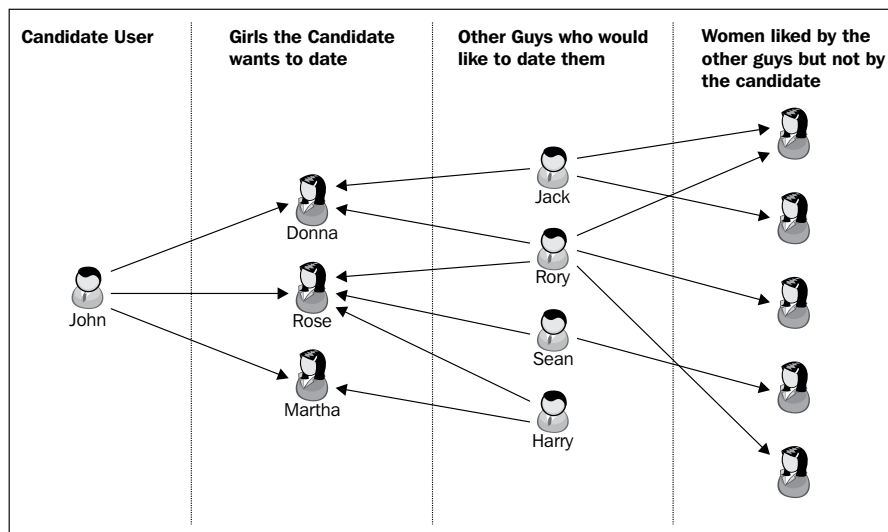 Candidate User
Girls the Candidate
wants to date
Other Guys who would
like to date them
Women liked by the
other guys but not by
the candidate
Jack
Donna
Rory
John
Rose
Sean
Martha
Harry